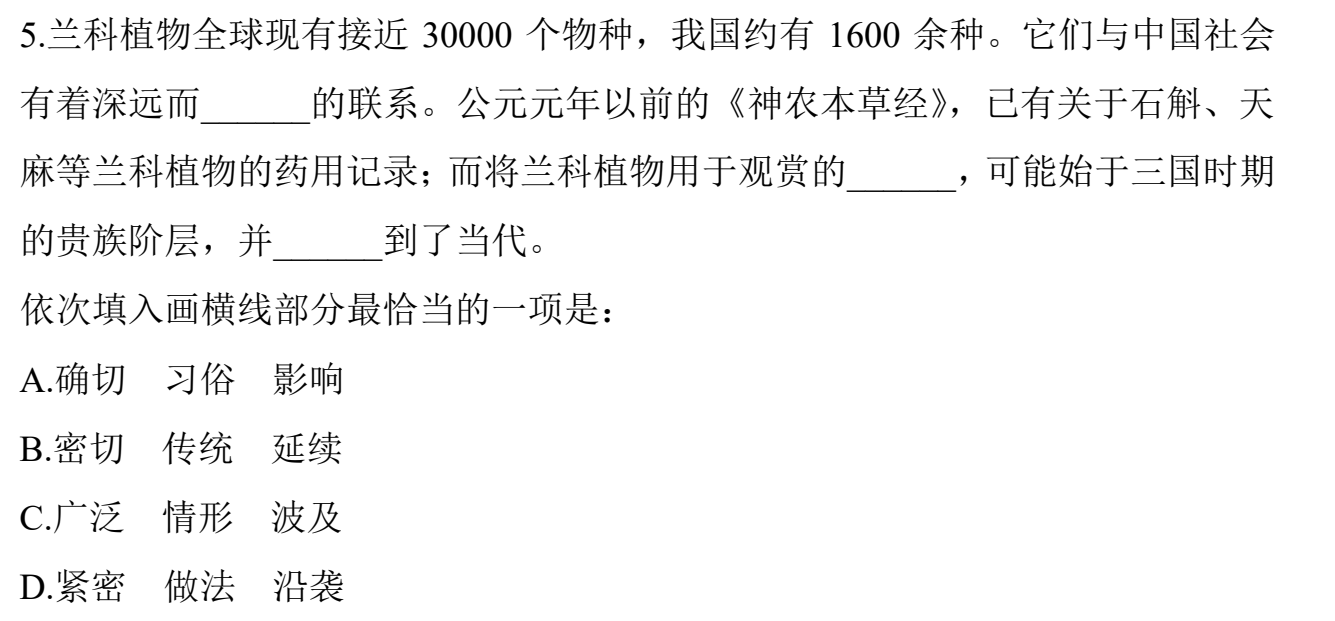 5.兰科植物全球现有接近 30000 个物种，我国约有 1600 余种。它们与中国社会
有着深远而______的联系。公元元年以前的《神农本草经》，已有关于石斛、天
麻等兰科植物的药用记录；而将兰科植物用于观赏的______，可能始于三国时期
的贵族阶层，并______到了当代。
依次填入画横线部分最恰当的一项是：
A.确切　习俗　影响
B.密切　传统　延续
C.广泛　情形　波及
D.紧密　做法　沿袭